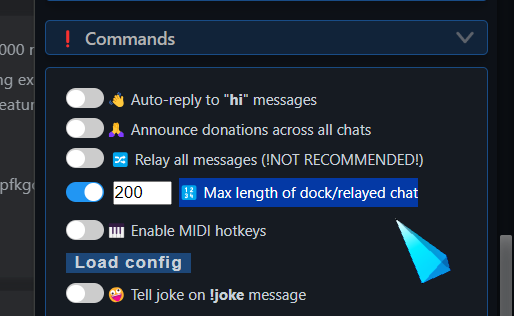 Commands
000 r
Auto-reply to "hi" messages
ng ex
Announce donations across all chats
eatur
Relay all messages (!NOT RECOMMENDED!)
pfkgc
200 Max length of dock/relayed chat
Enable MIDI hotkeys
Load config
Tell joke on !joke message